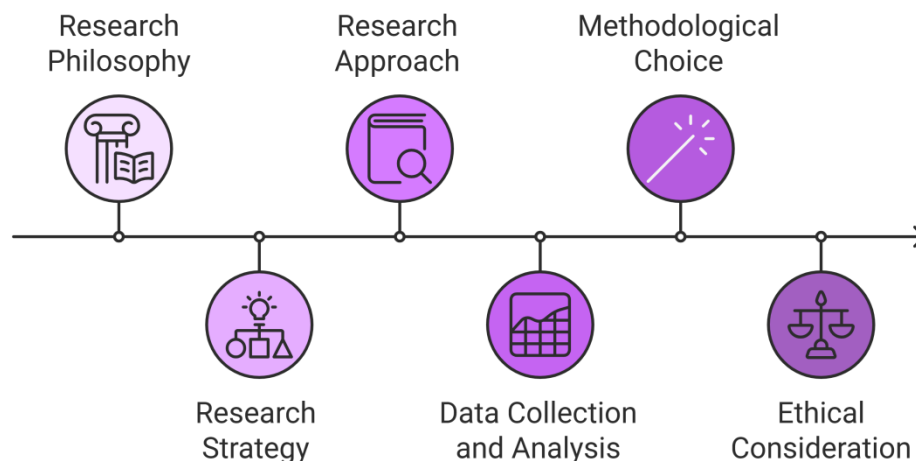 Research
Philosophy
Research
Approach
Methodological
Choice
Research
Strategy
Data Collection
and Analysis
Ethical
Consideration